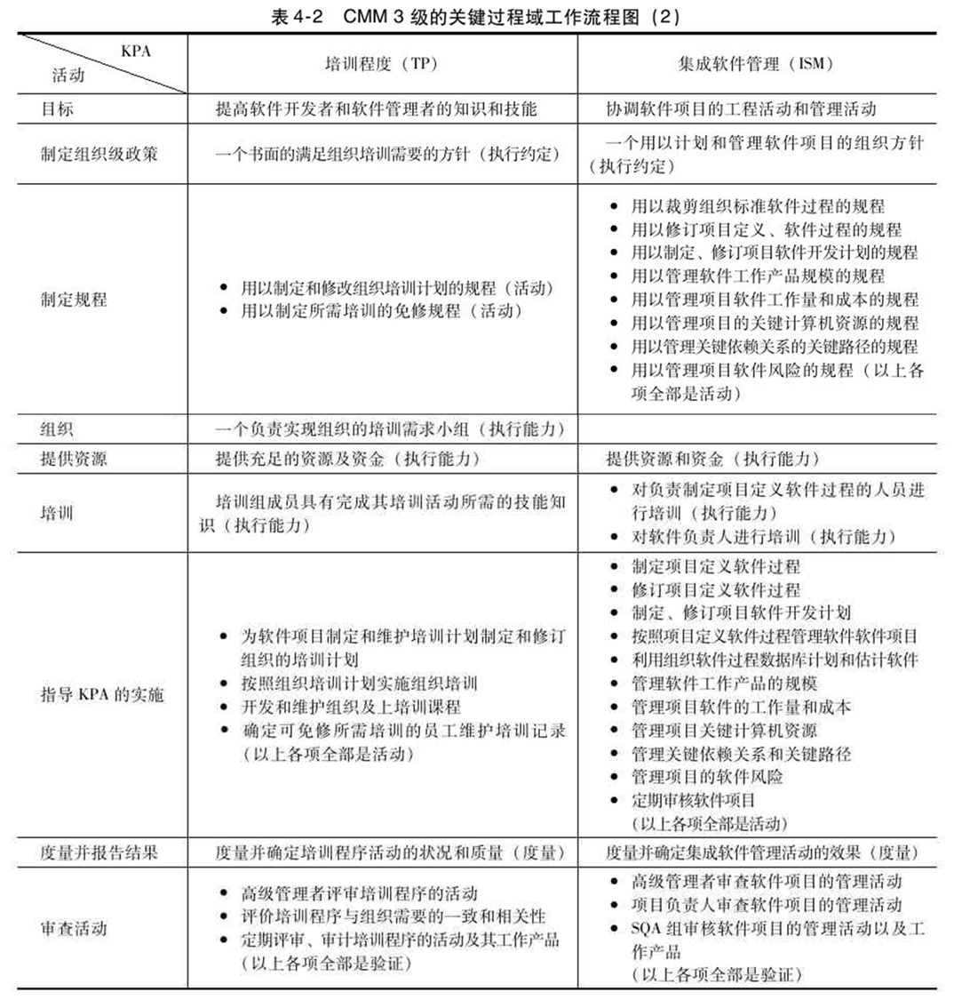 表 4-2 CMM 3 级的关键过程域工作流程图(2)
KPA
活动
培训程度(TP)
集成软件管理(ISM)
目标
提高软件开发者和软件管理者的知识和技能
协调软件项目的工程活动和管理活动
制定组织级政策
一个书面的满足组织培训需要的方针(执行约定)
一个用以计划和管理软件项目的组织方针
(执行约定)
制定规程
• 用以制定和修改组织培训计划的规程(活动)
• 用以制定所需培训的免修规程(活动)
• 用以裁剪组织标准软件过程的规程
• 用以修订项目定义、软件过程的规程
• 用以制定、修订项目软件开发计划的规程
• 用以管理软件工作产品规模的规程
• 用以管理项目软件工作量和成本的规程
• 用以管理项目的关键计算机资源的规程
• 用以管理关键依赖关系的关键路径的规程
• 用以管理项目软件风险的规程(以上各
项全部是活动)
组织
一个负责实现组织的培训需求小组(执行能力)
提供资源
提供充足的资源及资金(执行能力)
提供资源和资金(执行能力)
培训
培训组成员具有完成其培训活动所需的技能知
识(执行能力)
• 对负责制定项目定义软件过程的人员进
行培训(执行能力)
• 对软件负责人进行培训(执行能力)
指导 KPA 的实施
• 为软件项目制定和维护培训计划制定和修订
组织的培训计划
• 按照组织培训计划实施组织培训
• 开发和维护组织及上培训课程
• 确定可免修所需培训的员工维护培训记录
(以上各项全部是活动)
• 制定项目定义软件过程
• 修订项目定义软件过程
• 制定、修订项目软件开发计划
• 按照项目定义软件过程管理软件软件项目
• 利用组织软件过程数据库计划和估计软件
• 管理软件工作产品的规模
• 管理项目软件的工作量和成本
• 管理项目关键计算机资源
• 管理关键依赖关系和关键路径
• 管理项目的软件风险
• 定期审核软件项目
(以上各项全部是活动)
度量并报告结果
度量并确定培训程序活动的状况和质量(度量)
度量并确定集成软件管理活动的效果(度量)
审查活动
• 高级管理者评审培训程序的活动
• 评价培训程序与组织需要的一致和相关性
• 定期评审、审计培训程序的活动及其工作产品
(以上各项全部是验证)
• 高级管理者审查软件项目的管理活动
• 项目负责人审查软件项目的管理活动
• SQA 组审核软件项目的管理活动以及工
作产品
(以上各项全部是验证)